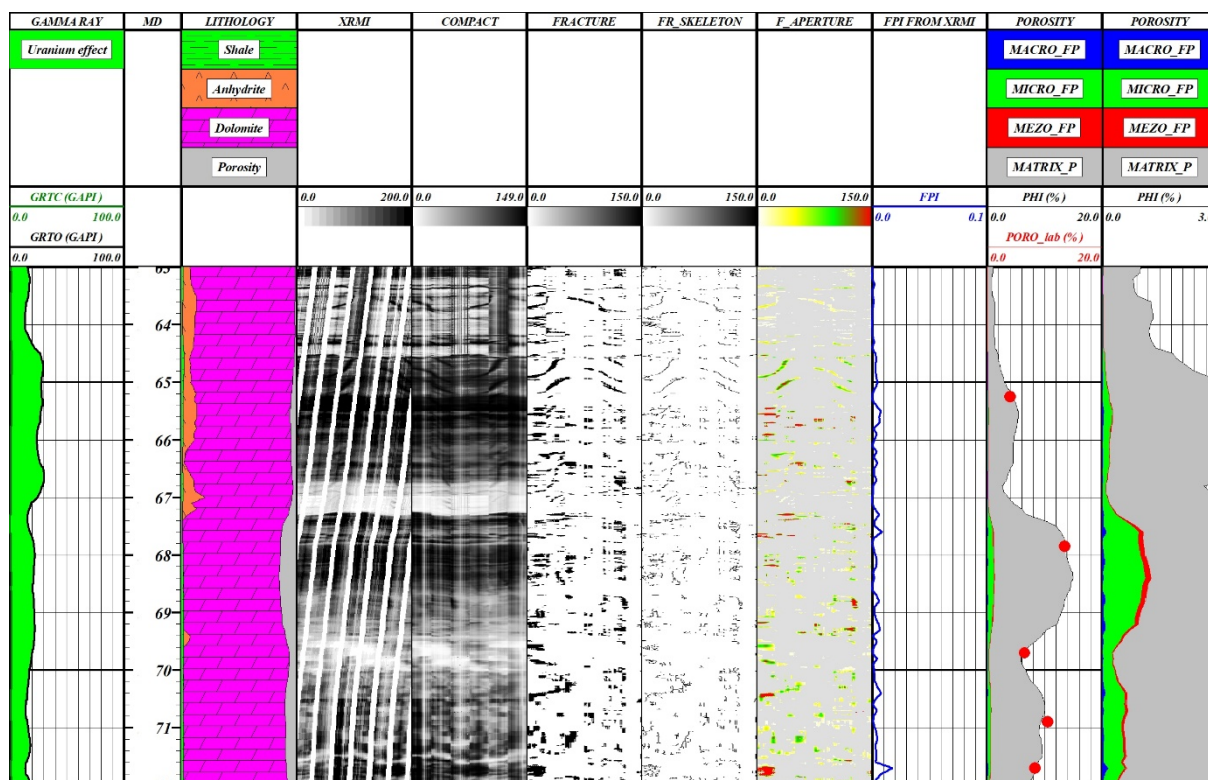 GAMMA RAY MD LITHOLOGY XRMI COMPACT FRACTURE FR_SKELETON F_APERTURE FPI FROM XRMI POROSITY POROSITY
Uranium effect Shale MACRO_FP MACRO_FP
Anhydrite MICRO_FP MICRO_FP
Dolomite MEZO_FP MEZO_FP
Porosity MATRIX_P MATRIX_P
GRTC (GAPI) 0.0 200.0 0.0 149.0 0.0 150.0 0.0 150.0 0.0 150.0 FPI PHI (%) PHI (%)
0.0 100.0 0.0 0.1 0.0 20.0 0.0
GRTO (GAPI) PORO_lab (%)
0.0 100.0 0.0 20.0
64
65
66
67
68
69
70
71